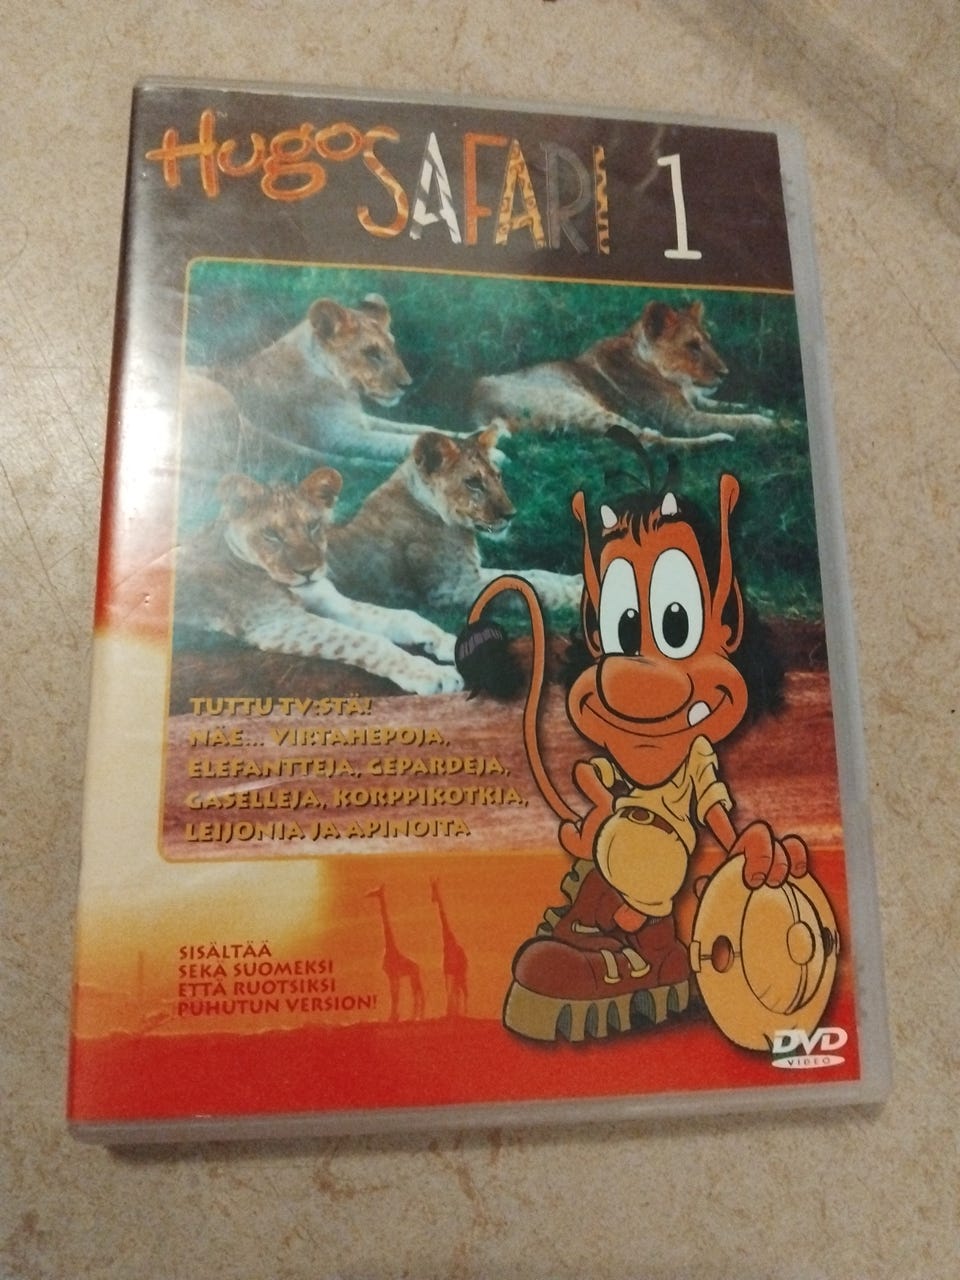 Hugo SAFARI 1
TUTTU TV:STÄ!
NÄE... VIRTAHEPOJA,
ELEFANTTEJA, GEPARDEJA,
GASELLEJA, KORPPIKOTKIA,
LEIJONIA JA APINOITA
SISÄLTÄÄ
SEKÄ SUOMEKSI
ETTÄ RUOTSIKSI
PUHUTUN VERSION!
DVD
VIDEO